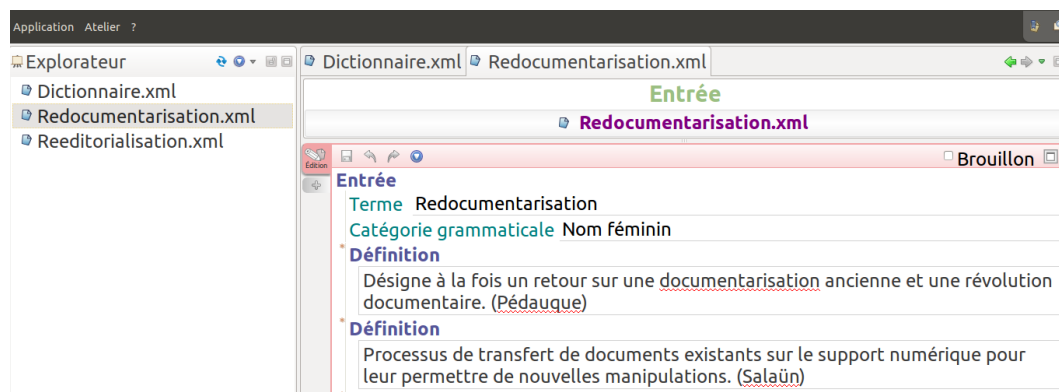 Application Atelier ?
Explorateur
Dictionnaire.xml
Redocumentarisation.xml
Reeditorialisation.xml
Dictionnaire.xml Redocumentarisation.xml
Entrée
Redocumentarisation.xml
Édition
Brouillon
Entrée
Terme Redocumentarisation
Catégorie grammaticale Nom féminin
* Définition
Désigne à la fois un retour sur une documentarisation ancienne et une révolution
documentaire. (Pédauque)
* Définition
Processus de transfert de documents existants sur le support numérique pour
leur permettre de nouvelles manipulations. (Salaün)